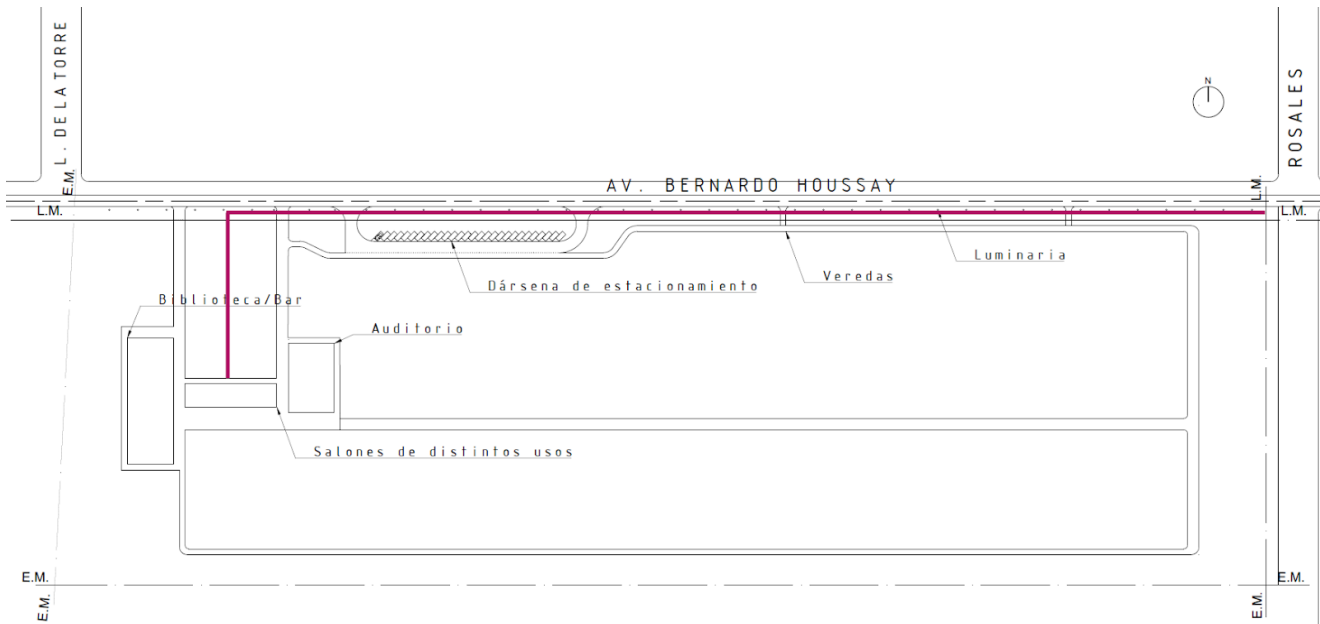 L. DELATORRE
ROSALES
N
E.M.
AV. BERNARDO HOUSSAY
L.M.
L.M.
L.M.
Luminaria
Veredas
Dársena de estacionamiento
Biblioteca/Bar
Auditorio
Salones de distintos usos
E.M.
E.M.
E.M.
E.M.